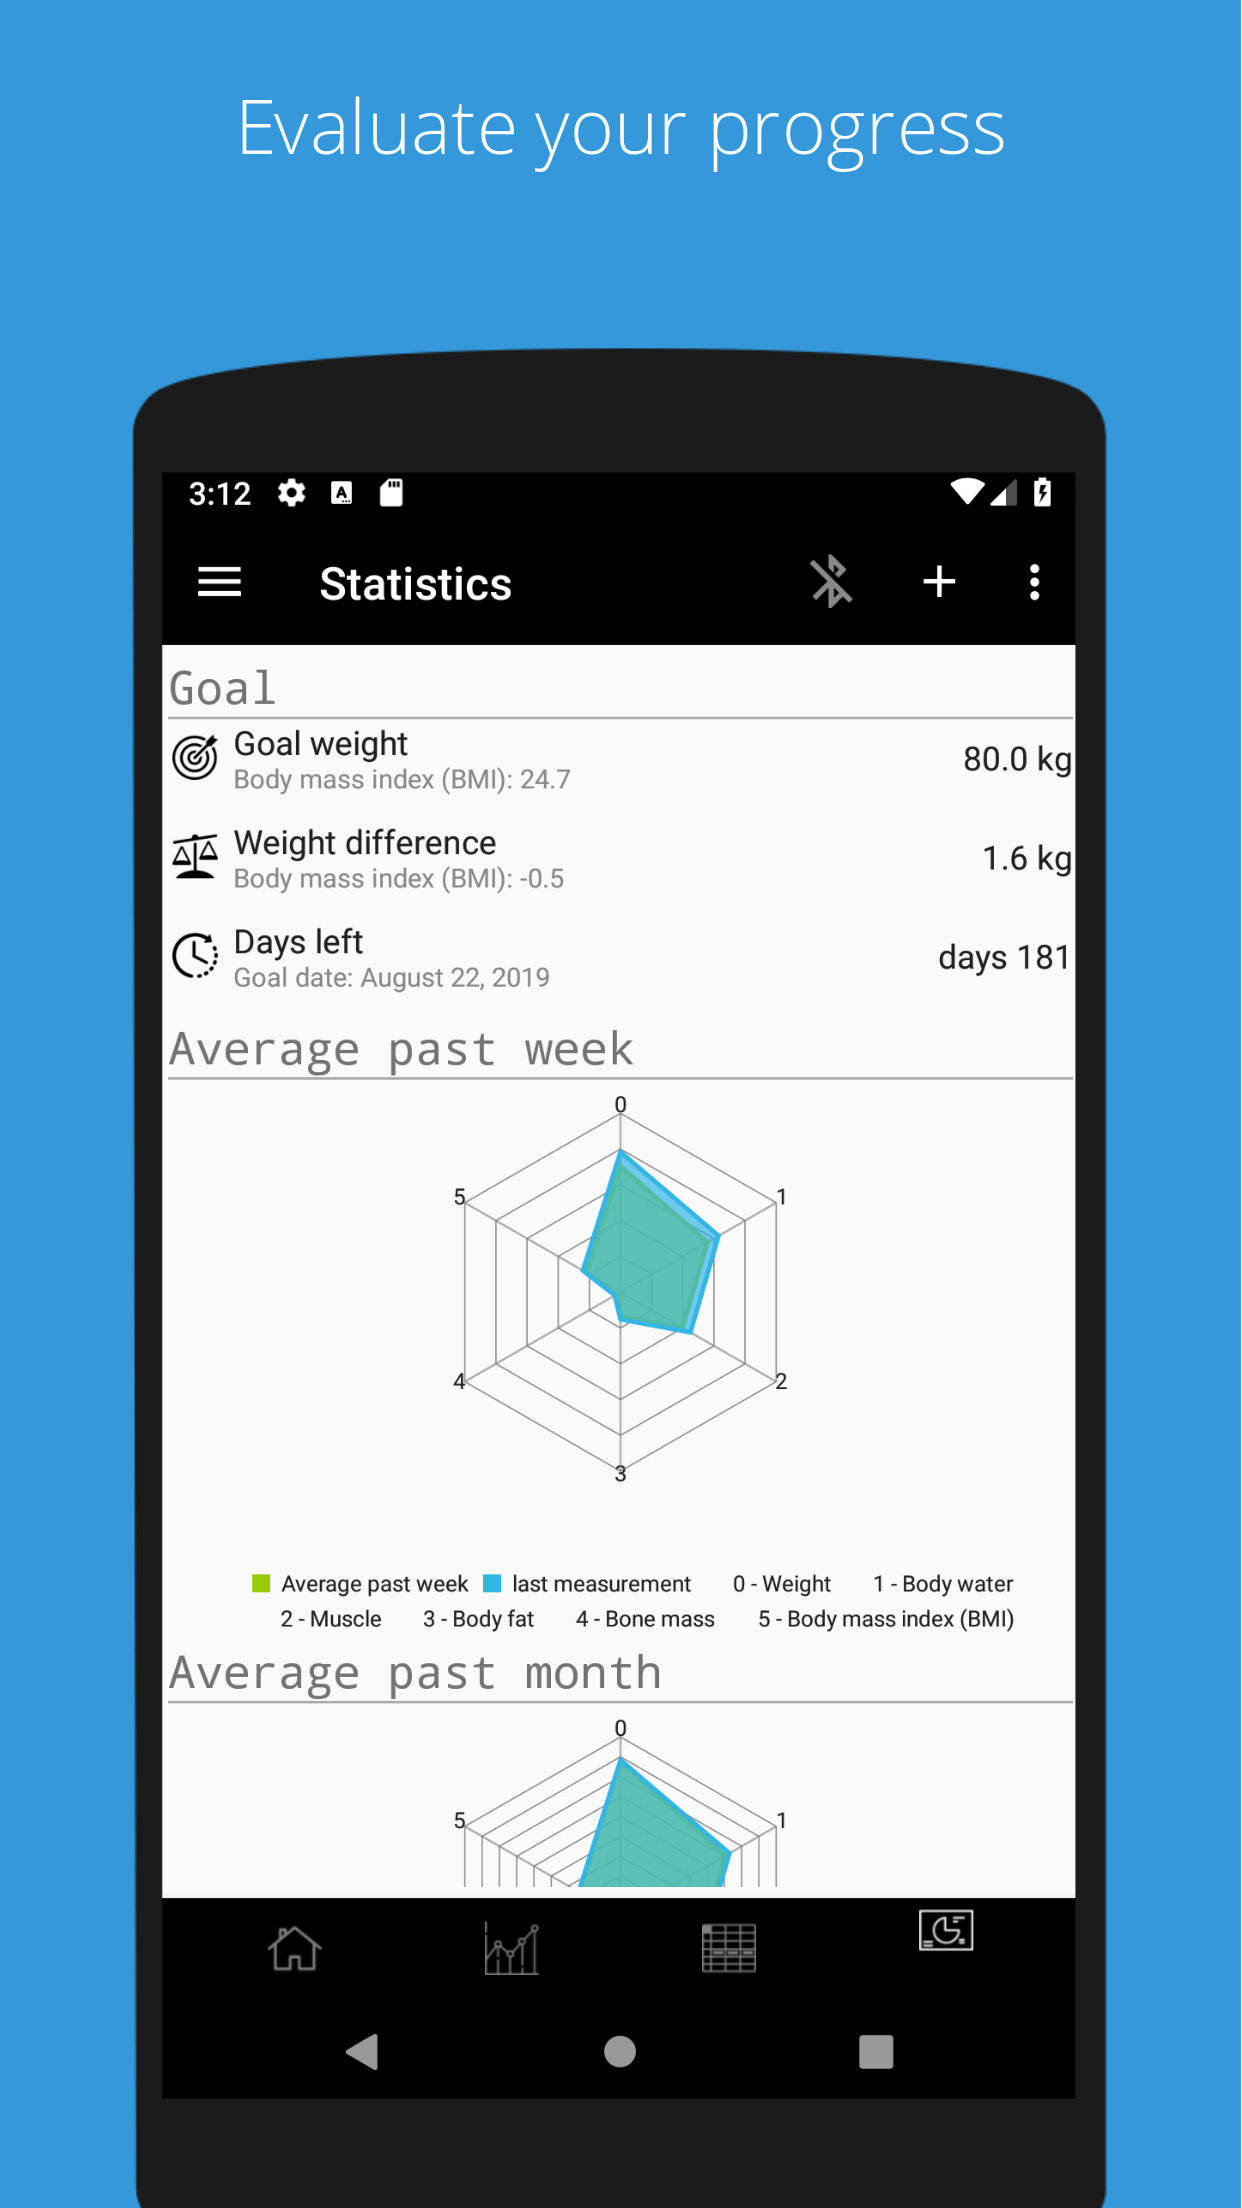 Evaluate your progress
3:12
Statistics
Goal
Goal weight
80.0 kg
Body mass index (BMI): 24.7
Weight difference
1.6 kg
Body mass index (BMI): -0.5
Days left
days 181
Goal date: August 22, 2019
Average past week
0
5 1
4 2
3
Average past week last measurement 0 - Weight 1 - Body water
2 - Muscle 3 - Body fat 4 - Bone mass 5 - Body mass index (BMI)
Average past month
0
5 1